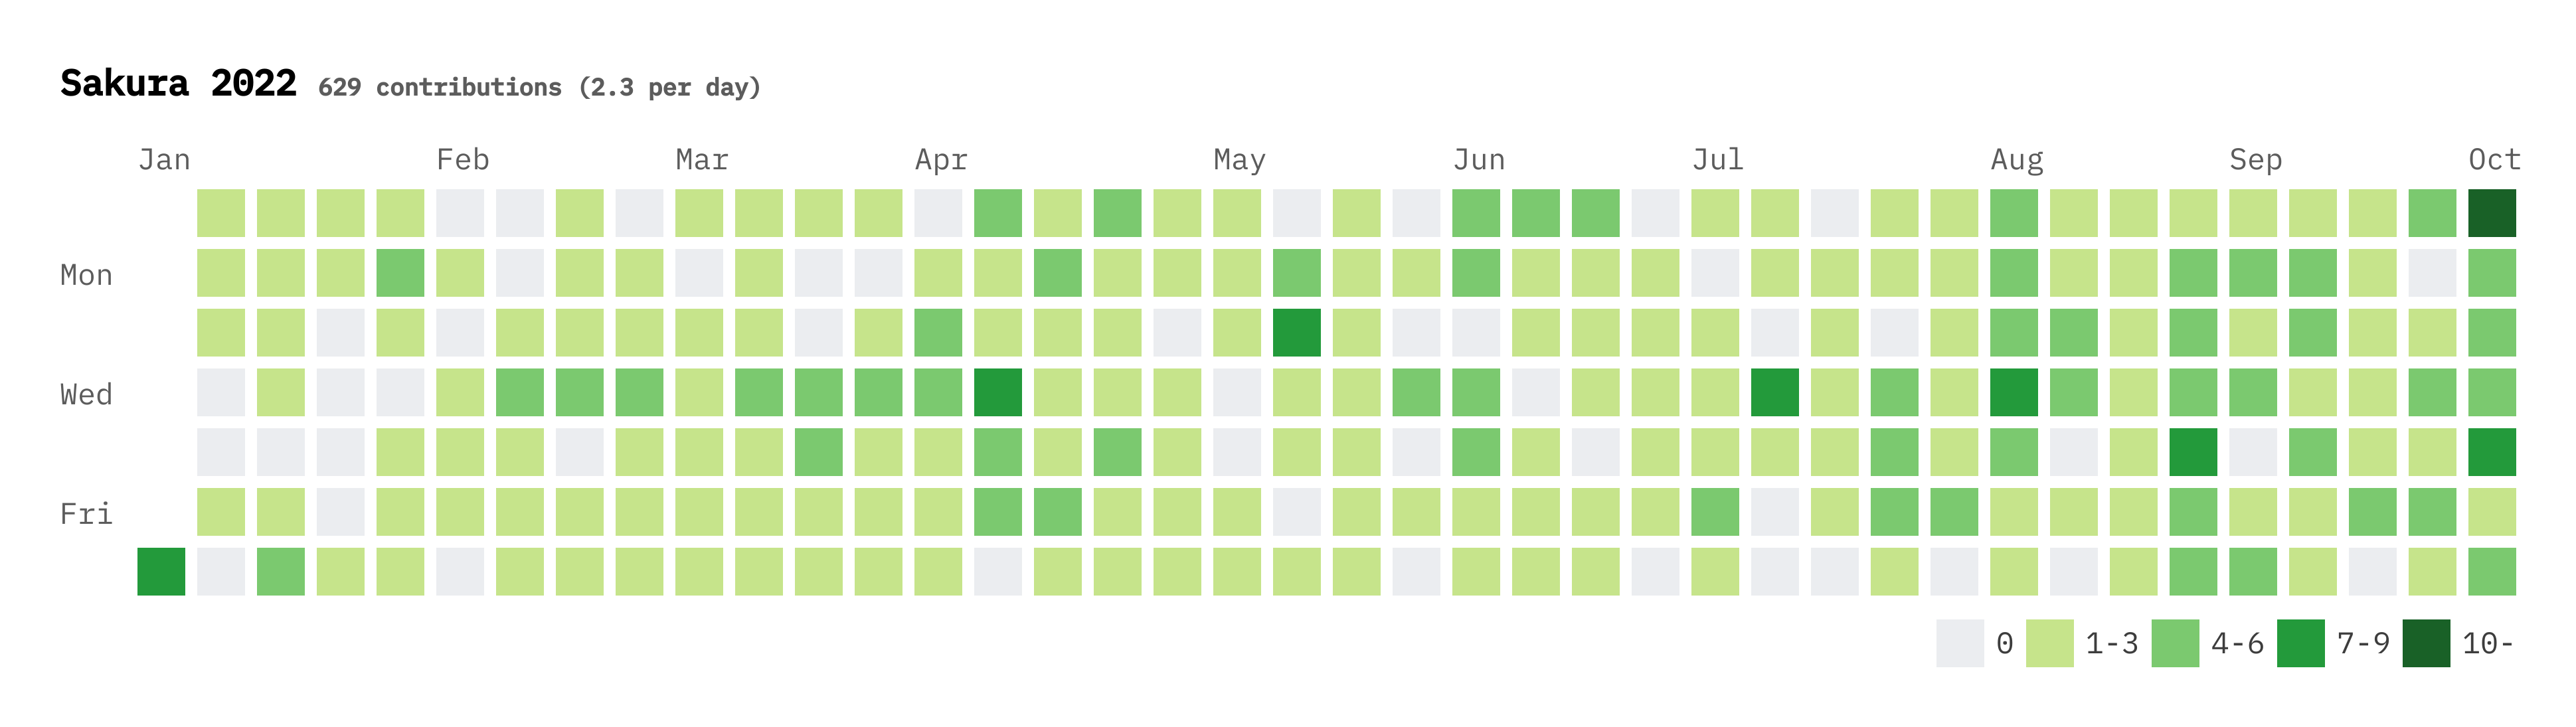 Sakura 2022 629 contributions (2.3 per day)
Jan Feb Mar Apr May Jun Jul Aug Sep Oct
Mon
Wed
Fri
0 1-3 4-6 7-9 10-